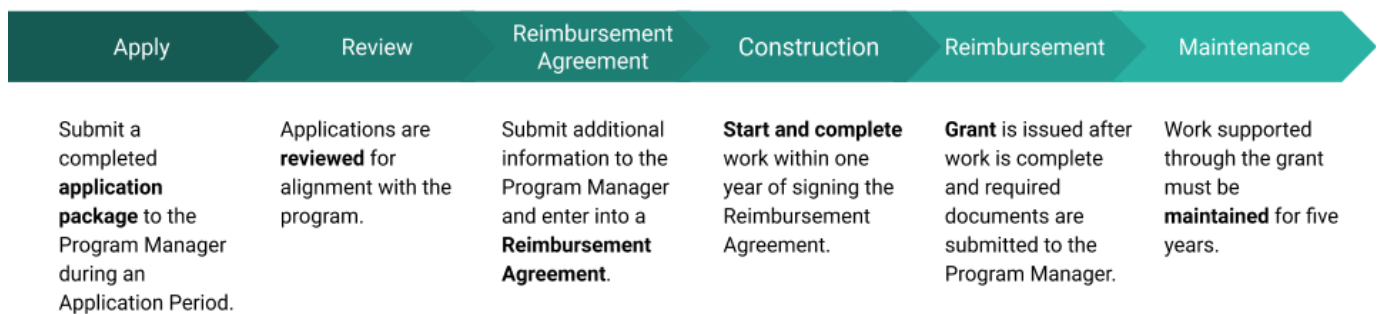 Apply
Review
Reimbursement
Agreement
Construction
Reimbursement
Maintenance
Submit a
completed
application
package to the
Program Manager
during an
Application Period.
Applications are
reviewed for
alignment with the
program.
Submit additional
information to the
Program Manager
and enter into a
Reimbursement
Agreement.
Start and complete
work within one
year of signing the
Reimbursement
Agreement.
Grant is issued after
work is complete
and required
documents are
submitted to the
Program Manager.
Work supported
through the grant
must be
maintained for five
years.